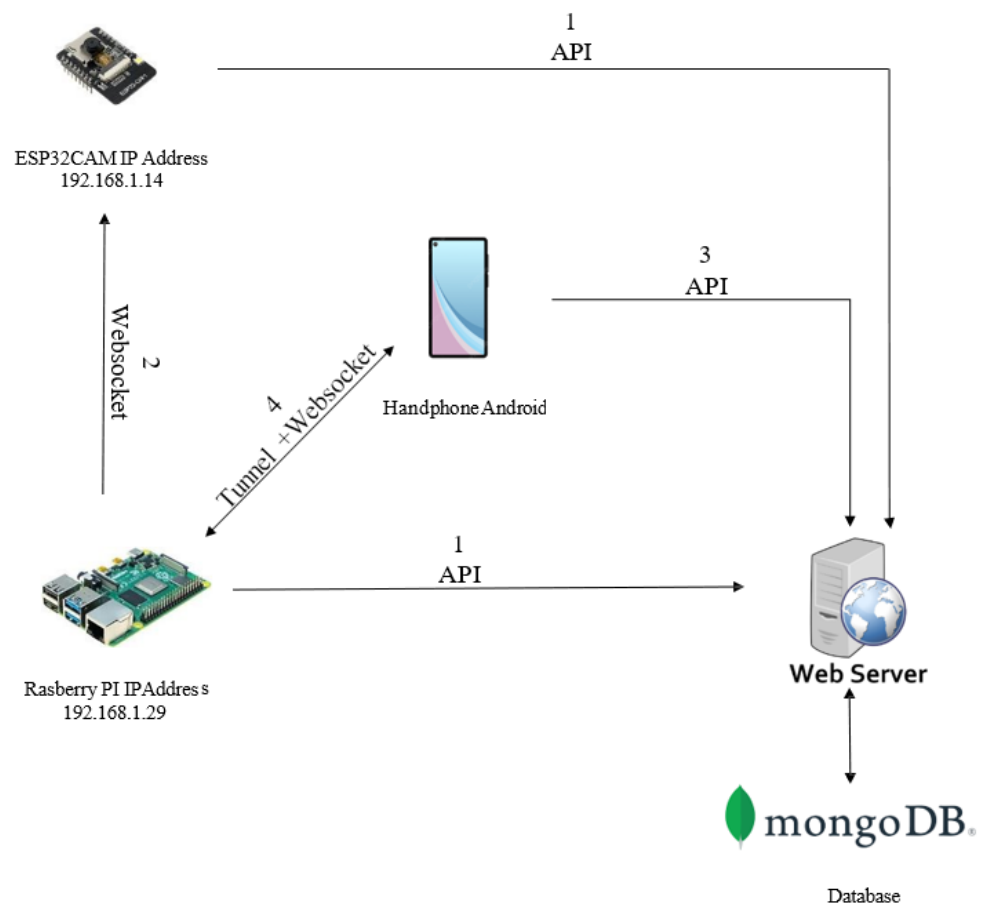 1
API
ESP32CAM IP Address
192.168.1.14
3
API
2
Websocket
4
Tunnel +Websocket
Handphone Android
1
API
Web Server
Rasberry PI IPAddress
192.168.1.29
mongoDB®
Database